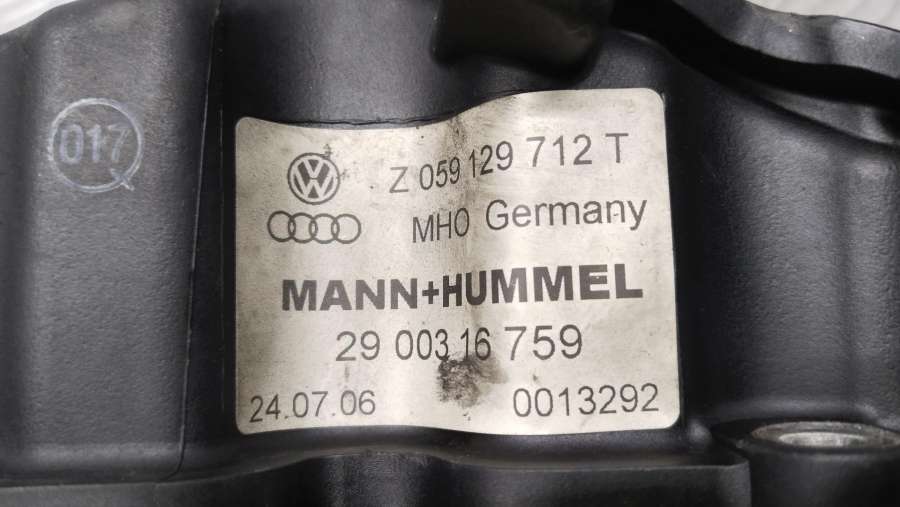 017
Z 059 129 712 T
MHO Germany
MANN+HUMMEL
29 003 16 759
24.07.06 0013292